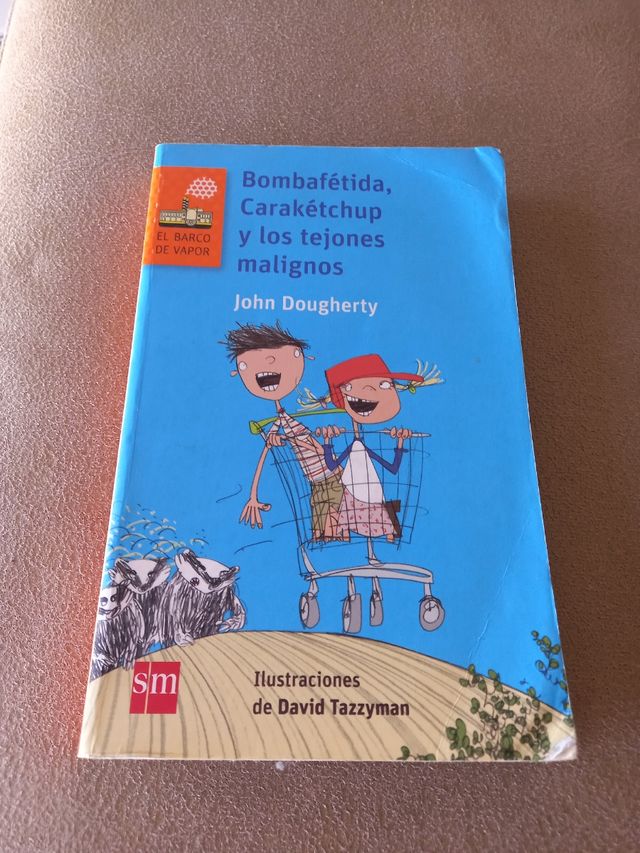 Bombafétida,
Carakétchup
y los tejones
malignos
EL BARCO
DE VAPOR
John Dougherty
sm
Ilustraciones
de David Tazzyman